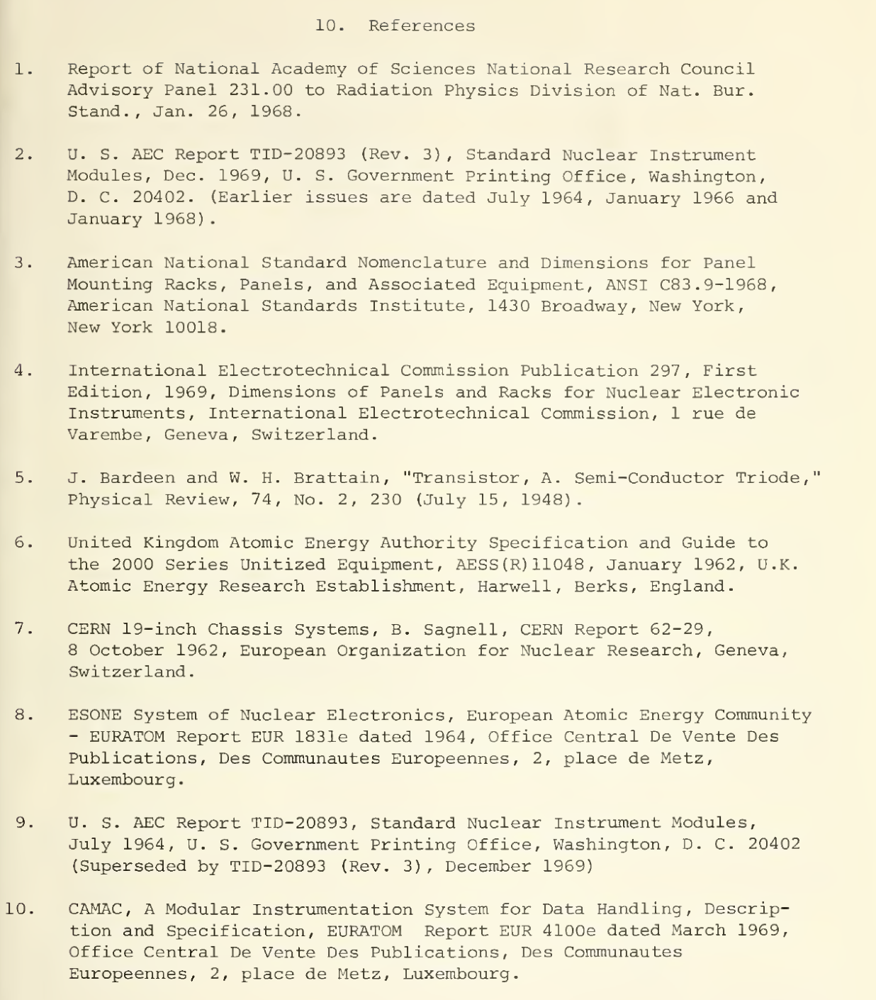 10. References
1. Report of National Academy of Sciences National Research Council
Advisory Panel 231.00 to Radiation Physics Division of Nat. Bur.
Stand., Jan. 26, 1968.
2. U. S. AEC Report TID-20893 (Rev. 3), Standard Nuclear Instrument
Modules, Dec. 1969, U. S. Government Printing Office, Washington,
D. C. 20402. (Earlier issues are dated July 1964, January 1966 and
January 1968).
3. American National Standard Nomenclature and Dimensions for Panel
Mounting Racks, Panels, and Associated Equipment, ANSI C83.9-1968,
American National Standards Institute, 1430 Broadway, New York,
New York 10018.
4. International Electrotechnical Commission Publication 297, First
Edition, 1969, Dimensions of Panels and Racks for Nuclear Electronic
Instruments, International Electrotechnical Commission, 1 rue de
Varembe, Geneva, Switzerland.
5. J. Bardeen and W. H. Brattain, "Transistor, A. Semi-Conductor Triode,"
Physical Review, 74, No. 2, 230 (July 15, 1948).
6. United Kingdom Atomic Energy Authority Specification and Guide to
the 2000 Series Unitized Equipment, AESS(R)11048, January 1962, U.K.
Atomic Energy Research Establishment, Harwell, Berks, England.
7. CERN 19-inch Chassis Systems, B. Sagnell, CERN Report 62-29,
8 October 1962, European Organization for Nuclear Research, Geneva,
Switzerland.
8. ESONE System of Nuclear Electronics, European Atomic Energy Community
- EURATOM Report EUR 1831e dated 1964, Office Central De Vente Des
Publications, Des Communautes Europeennes, 2, place de Metz,
Luxembourg.
9. U. S. AEC Report TID-20893, Standard Nuclear Instrument Modules,
July 1964, U. S. Government Printing Office, Washington, D. C. 20402
(Superseded by TID-20893 (Rev. 3), December 1969)
10. CAMAC, A Modular Instrumentation System for Data Handling, Descrip-
tion and Specification, EURATOM Report EUR 4100e dated March 1969,
Office Central De Vente Des Publications, Des Communautes
Europeennes, 2, place de Metz, Luxembourg.